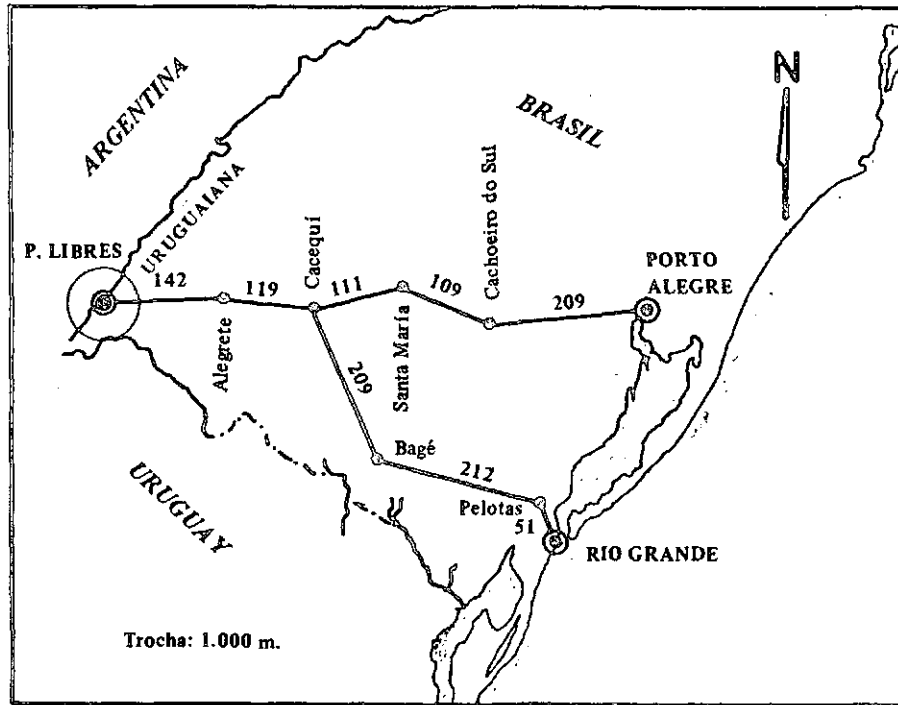 ARGENTINA
BRASIL
N
URUGUAIANA
P. LIBRES
142
119
Cacequí
111
109
Cachoeiro do Sul
209
PORTO
ALEGRE
Alegrete
Santa María
209
Bagé
212
Pelotas
51
RIO GRANDE
URUGUAY
Trocha: 1.000 m.